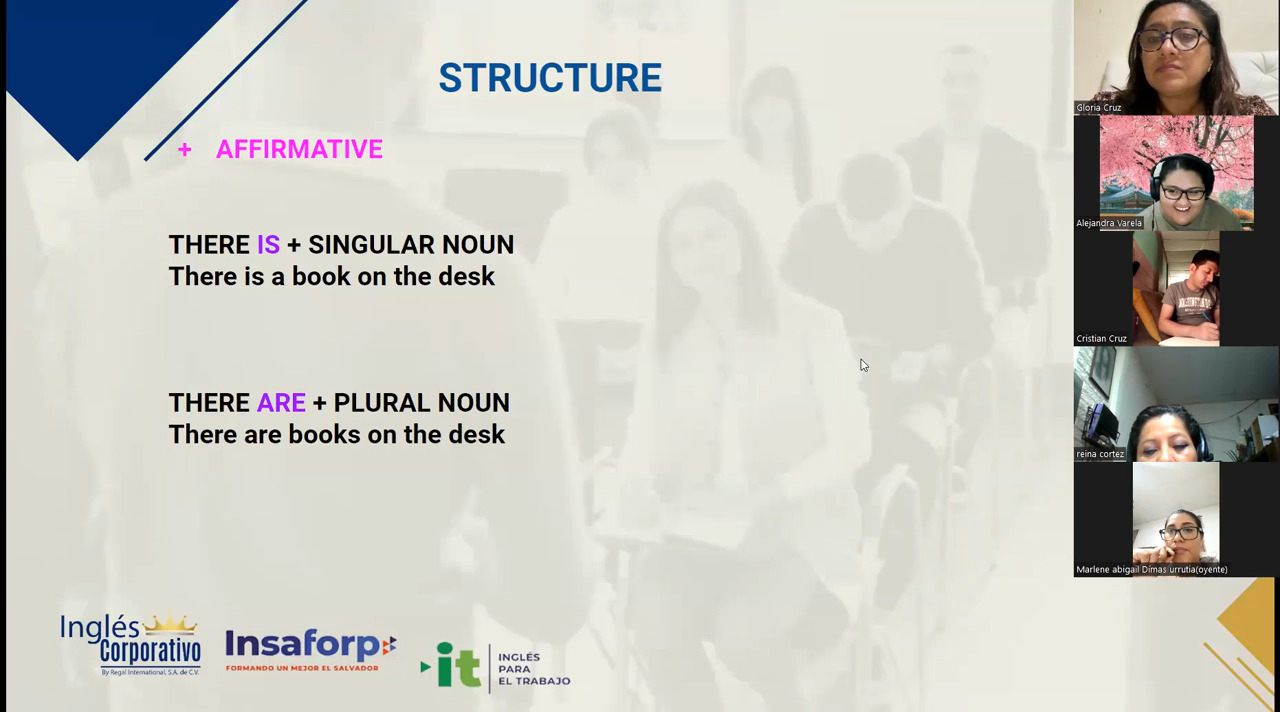 STRUCTURE
+ AFFIRMATIVE
THERE IS + SINGULAR NOUN
There is a book on the desk
THERE ARE + PLURAL NOUN
There are books on the desk
Inglés
Corporativo
By Regal International, S.A. de C.V.
Insaforp
FORMANDO UN MEJOR EL SALVADOR
it
INGLÉS
PARA
EL TRABAJO
Gloria Cruz
Alejandra Varela
Cristian Cruz
reina cortez
Marlene abigail Dimas urrutia(oyente)